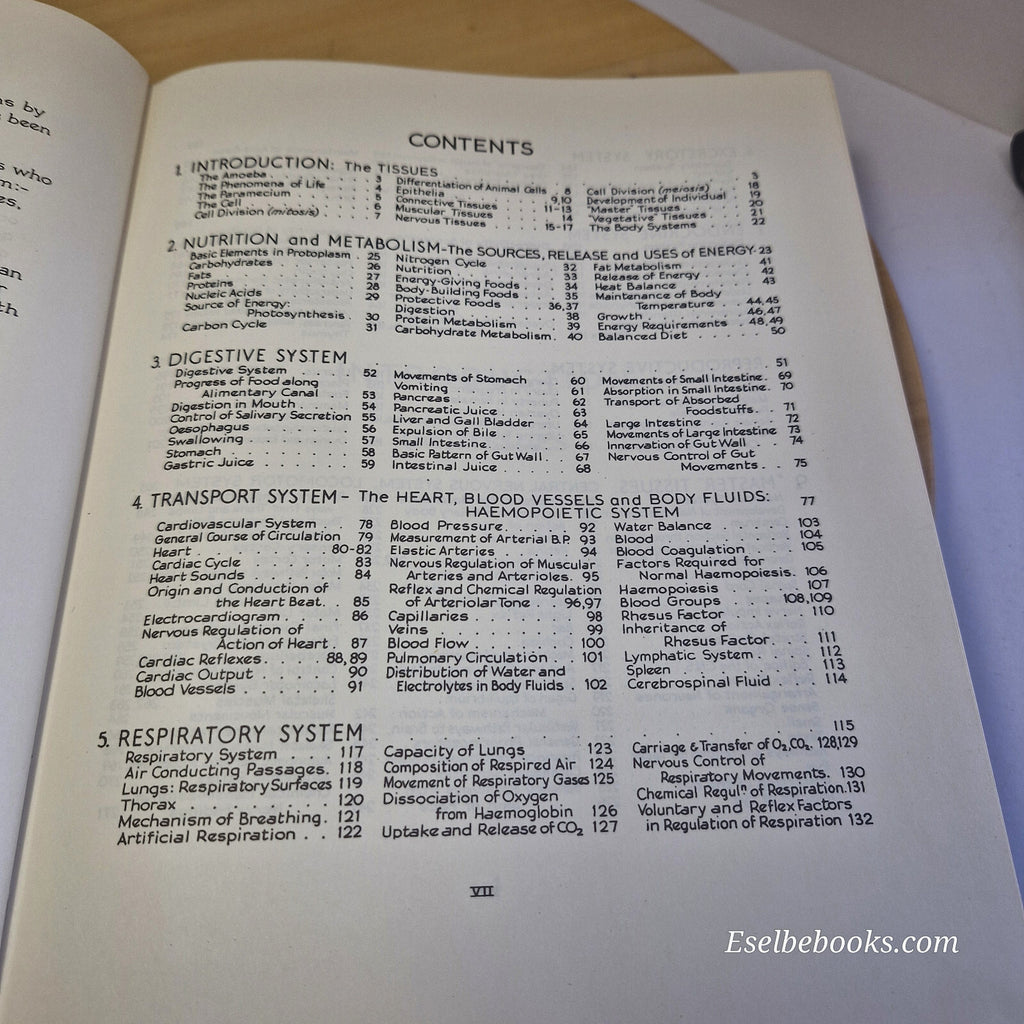 by
been
who
CONTENTS
1. INTRODUCTION: The TISSUES . . . 3
The Amoeba . . . 3
The Phenomena of Life . . . 4
The Paramecium . . . 5
The Cell . . . 6
Cell Division (mitosis) . . . 7
Differentiation of Animal Cells . 8
Epithelia . . . 9,10
Connective Tissues . . . 11-13
Muscular Tissues . . . 14
Nervous Tissues . . . 15-17
Cell Division (meiosis) . . . 18
Development of Individual . 19
"Master" Tissues . . . 20
"Vegetative" Tissues . . . 21
The Body Systems . . . 22
2. NUTRITION and METABOLISM-The SOURCES, RELEASE and USES of ENERGY. 23
Basic Elements in Protoplasm . 25
Carbohydrates . . . 26
Fats . . . 27
Proteins . . . 28
Nucleic Acids . . . 29
Source of Energy:
Photosynthesis . 30
Carbon Cycle . . . 31
Nitrogen Cycle . . . 32
Nutrition . . . 33
Energy-Giving Foods . . . 34
Body-Building Foods . . . 35
Protective Foods . . . 36,37
Digestion . . . 38
Protein Metabolism . . . 39
Carbohydrate Metabolism. 40
Fat Metabolism . . . 41
Release of Energy . . . 42
Heat Balance . . . 43
Maintenance of Body
Temperature . . . 44,45
Growth . . . 46,47
Energy Requirements . . . 48,49
Balanced Diet . . . 50
3. DIGESTIVE SYSTEM . . . 51
Digestive System . . . 52
Progress of Food along
Alimentary Canal . . . 53
Digestion in Mouth . . . 54
Control of Salivary Secretion 55
Oesophagus . . . 56
Swallowing . . . 57
Stomach . . . 58
Gastric Juice . . . 59
Movements of Stomach . . . 60
Vomiting . . . 61
Pancreas . . . 62
Pancreatic Juice . . . 63
Liver and Gall Bladder . . . 64
Expulsion of Bile . . . 65
Small Intestine . . . 66
Basic Pattern of Gut Wall . . 67
Intestinal Juice . . . 68
Movements of Small Intestine. 69
Absorption in Small Intestine. 70
Transport of Absorbed
Foodstuffs . . 71
Large Intestine . . . 72
Movements of Large Intestine 73
Innervation of Gut Wall . . 74
Nervous Control of Gut
Movements . . 75
4. TRANSPORT SYSTEM - The HEART, BLOOD VESSELS and BODY FLUIDS:
HAEMOPOIETIC SYSTEM 77
Cardiovascular System . . 78
General Course of Circulation 79
Heart . . . 80-82
Cardiac Cycle . . . 83
Heart Sounds . . . 84
Origin and Conduction of
the Heart Beat. . 85
Electrocardiogram . . . 86
Nervous Regulation of
Action of Heart . 87
Cardiac Reflexes . . . 88,89
Cardiac Output . . . 90
Blood Vessels . . . 91
Blood Pressure . . . 92
Measurement of Arterial B.P. 93
Elastic Arteries . . . 94
Nervous Regulation of Muscular
Arteries and Arterioles. 95
Reflex and Chemical Regulation
of Arteriolar Tone . . 96,97
Capillaries . . . 98
Veins . . . 99
Blood Flow . . . 100
Pulmonary Circulation . . 101
Distribution of Water and
Electrolytes in Body Fluids . 102
Water Balance . . . 103
Blood . . . 104
Blood Coagulation . . . 105
Factors Required for
Normal Haemopoiesis. 106
Haemopoiesis . . . 107
Blood Groups . . . 108,109
Rhesus Factor . . . 110
Inheritance of
Rhesus Factor . . . 111
Lymphatic System . . . 112
Spleen . . . 113
Cerebrospinal Fluid . . . 114
5. RESPIRATORY SYSTEM . . . 115
Respiratory System . . . 117
Air Conducting Passages. 118
Lungs: Respiratory Surfaces 119
Thorax . . . 120
Mechanism of Breathing. 121
Artificial Respiration . . 122
Capacity of Lungs 123
Composition of Respired Air 124
Movement of Respiratory Gases 125
Dissociation of Oxygen
from Haemoglobin 126
Uptake and Release of CO₂ 127
Carriage & Transfer of O₂,CO₂. 128,129
Nervous Control of
Respiratory Movements. 130
Chemical Regulⁿ of Respiration. 131
Voluntary and Reflex Factors
in Regulation of Respiration 132
VII
Eselbebooks.com